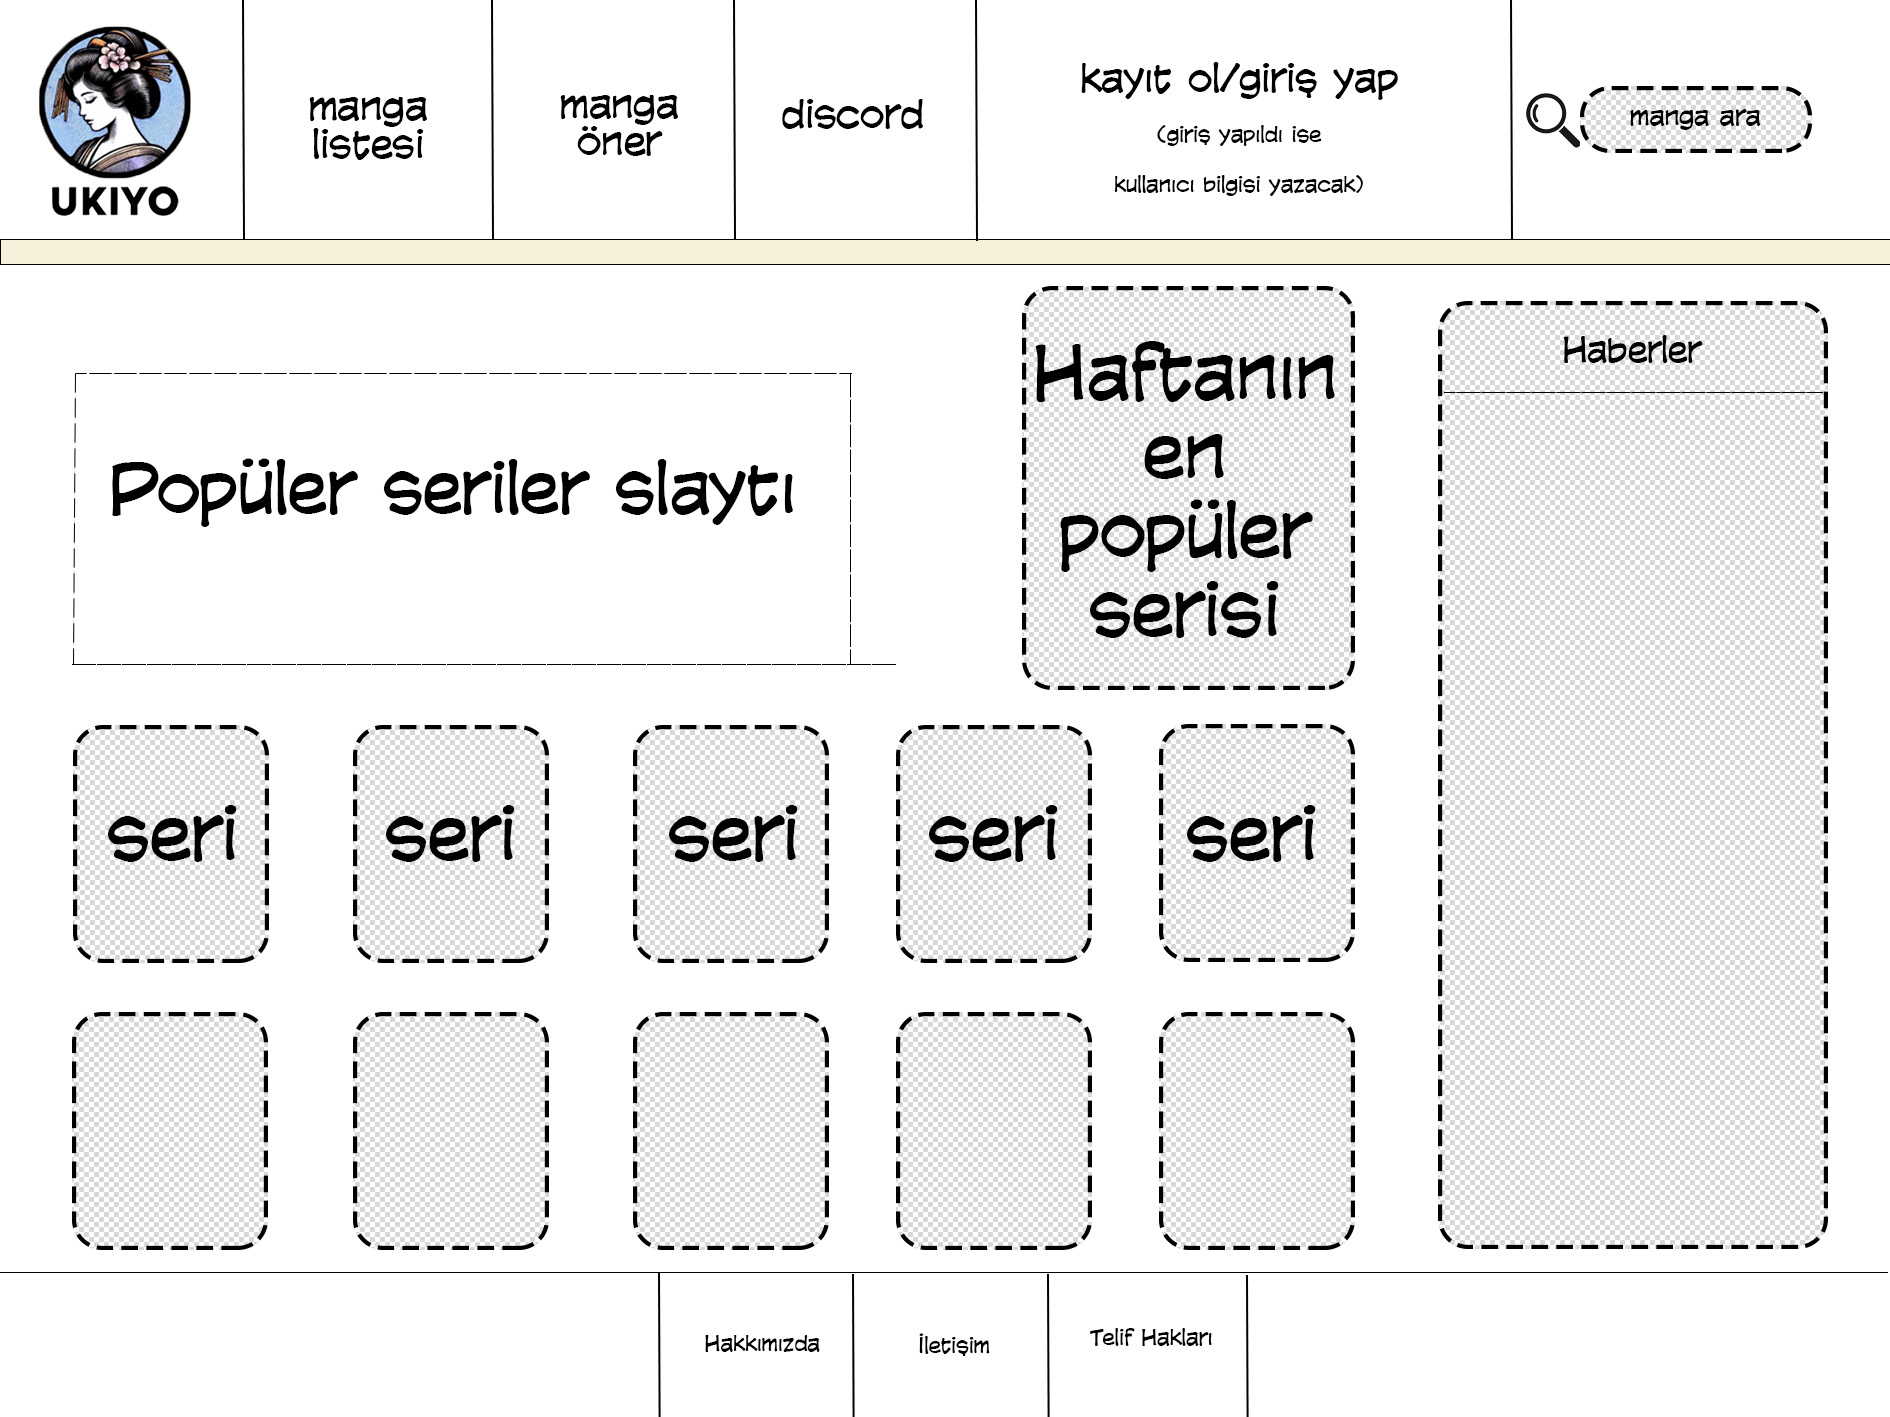 UKIYO
manga
listesi
manga
öner
discord
kayıt ol/giriş yap
(giriş yapıldı ise
kullanıcı bilgisi yazacak)
manga ara
Popüler seriler slaytı
Haftanın
en
popüler
serisi
Haberler
seri
seri
seri
seri
seri
Hakkımızda
İletişim
Telif Hakları